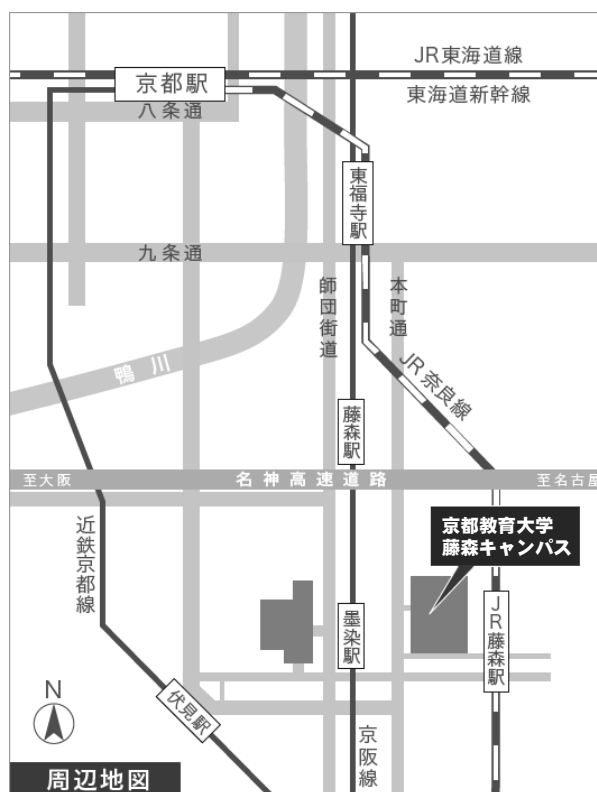 JR東海道線
京都駅
東海道新幹線
八条通
東福寺駅
九条通
師団街道
本町通
鴨川
JR奈良線
藤森駅
至大阪
名神高速道路
至名古屋
京都教育大学
藤森キャンパス
近鉄京都線
墨染駅
JR藤森駅
伏見駅
N
京阪線
周辺地図